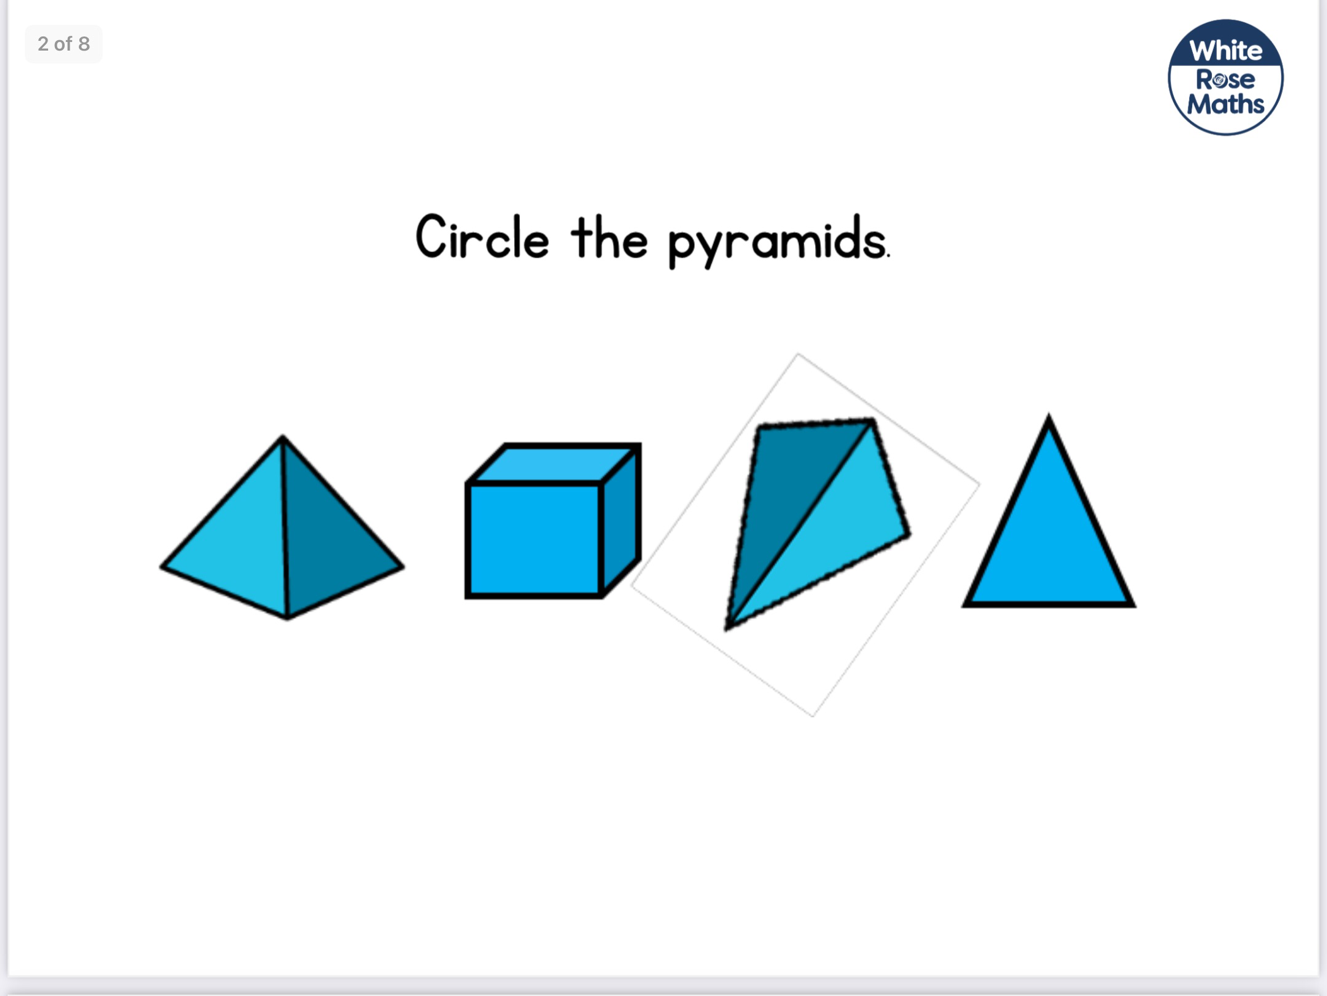 2 of 8
White
Rose
Maths
Circle the pyramids.